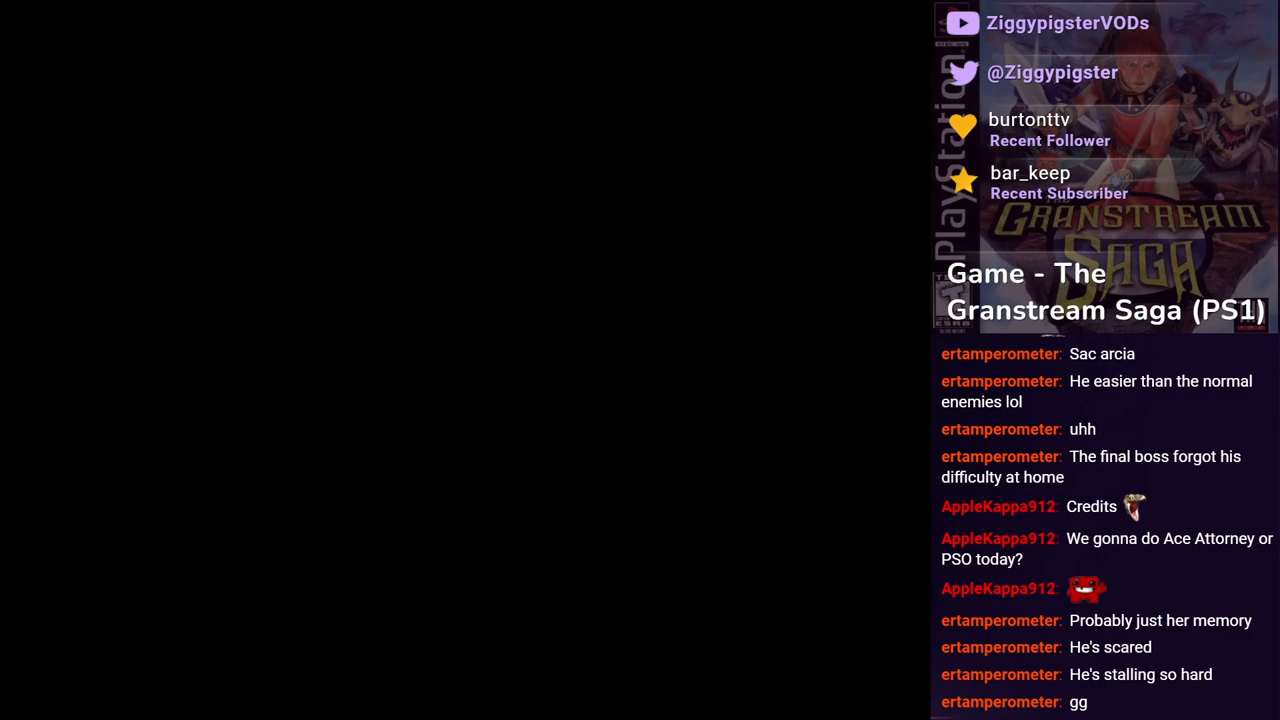 ZiggypigsterVODs
@Ziggypigster
burtonttv
Recent Follower
bar_keep
Recent Subscriber
PlayStation
GRANSTREAM
SAGA
Game - The
Granstream Saga (PS1)
ertamperometer: Sac arcia
ertamperometer: He easier than the normal
enemies lol
ertamperometer: uhh
ertamperometer: The final boss forgot his
difficulty at home
AppleKappa912: Credits
AppleKappa912: We gonna do Ace Attorney or
PSO today?
AppleKappa912:
ertamperometer: Probably just her memory
ertamperometer: He's scared
ertamperometer: He's stalling so hard
ertamperometer: gg